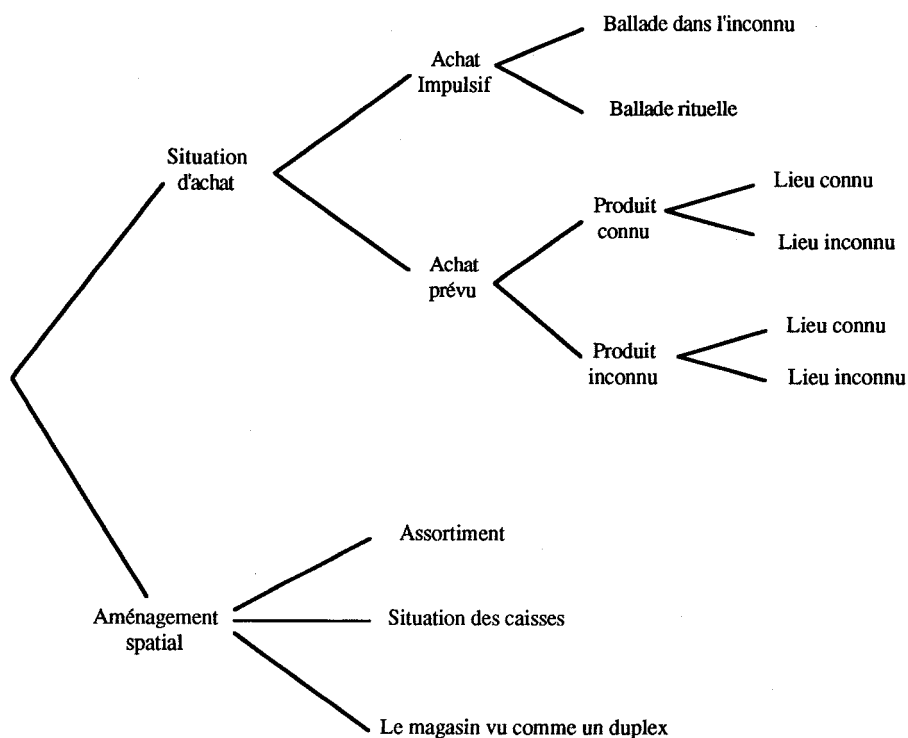 Ballade dans l'inconnu
Achat
Impulsif
Ballade rituelle
Situation
d'achat
Lieu connu
Produit
connu
Lieu inconnu
Achat
prévu
Lieu connu
Produit
inconnu
Lieu inconnu
Assortiment
Aménagement
spatial
Situation des caisses
Le magasin vu comme un duplex